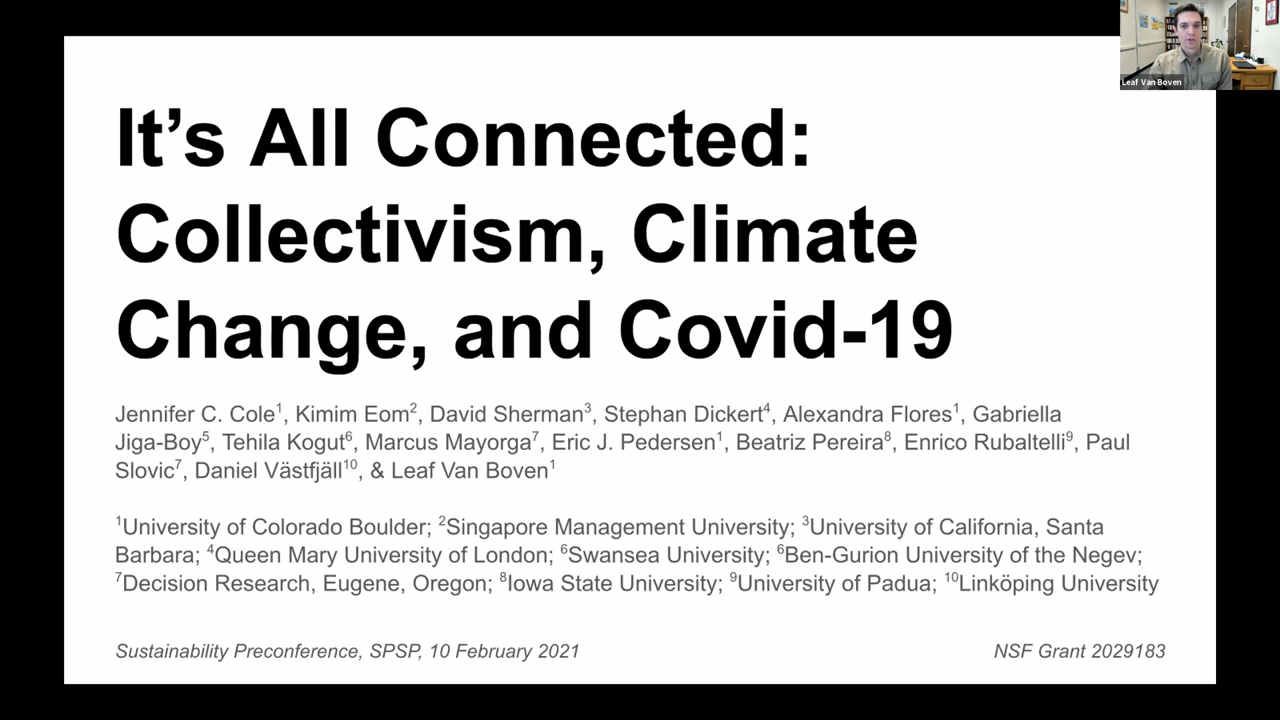 It's All Connected:
Collectivism, Climate
Change, and Covid-19
Jennifer C. Cole¹, Kimim Eom², David Sherman³, Stephan Dickert⁴, Alexandra Flores¹, Gabriella
Jiga-Boy⁵, Tehila Kogut⁶, Marcus Mayorga⁷, Eric J. Pedersen¹, Beatriz Pereira⁸, Enrico Rubaltelli⁹, Paul
Slovic⁷, Daniel Västfjäll¹⁰, & Leaf Van Boven¹
¹University of Colorado Boulder; ²Singapore Management University; ³University of California, Santa
Barbara; ⁴Queen Mary University of London; ⁶Swansea University; ⁶Ben-Gurion University of the Negev;
⁷Decision Research, Eugene, Oregon; ⁸Iowa State University; ⁹University of Padua; ¹⁰Linköping University
Sustainability Preconference, SPSP, 10 February 2021
NSF Grant 2029183
Leaf Van Boven